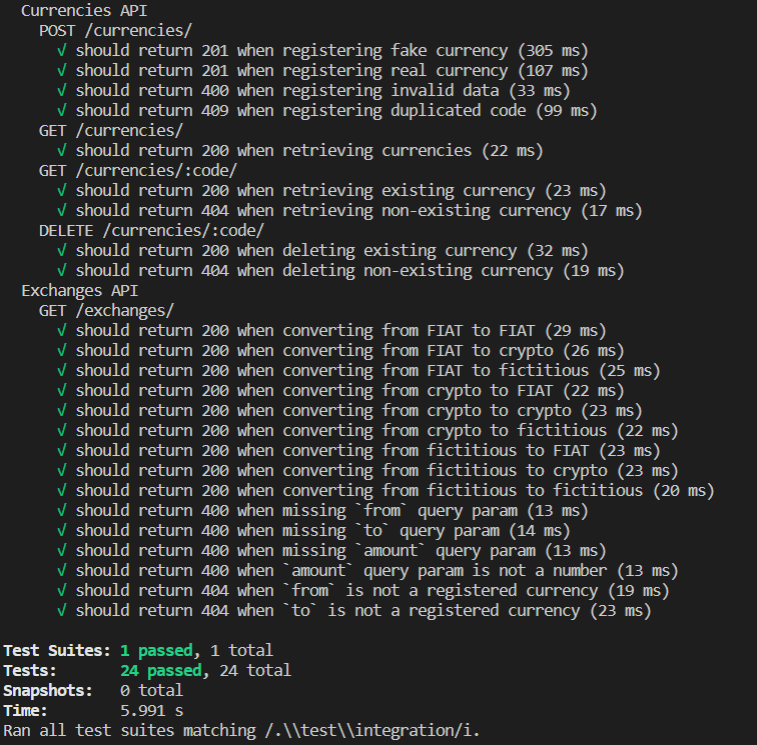 Currencies API
POST /currencies/
√ should return 201 when registering fake currency (305 ms)
√ should return 201 when registering real currency (107 ms)
√ should return 400 when registering invalid data (33 ms)
√ should return 409 when registering duplicated code (99 ms)
GET /currencies/
√ should return 200 when retrieving currencies (22 ms)
GET /currencies/:code/
√ should return 200 when retrieving existing currency (23 ms)
√ should return 404 when retrieving non-existing currency (17 ms)
DELETE /currencies/:code/
√ should return 200 when deleting existing currency (32 ms)
√ should return 404 when deleting non-existing currency (19 ms)
Exchanges API
GET /exchanges/
√ should return 200 when converting from FIAT to FIAT (29 ms)
√ should return 200 when converting from FIAT to crypto (26 ms)
√ should return 200 when converting from FIAT to fictitious (25 ms)
√ should return 200 when converting from crypto to FIAT (22 ms)
√ should return 200 when converting from crypto to crypto (23 ms)
√ should return 200 when converting from crypto to fictitious (22 ms)
√ should return 200 when converting from fictitious to FIAT (23 ms)
√ should return 200 when converting from fictitious to crypto (23 ms)
√ should return 200 when converting from fictitious to fictitious (20 ms)
√ should return 400 when missing `from` query param (13 ms)
√ should return 400 when missing `to` query param (14 ms)
√ should return 400 when missing `amount` query param (13 ms)
√ should return 400 when `amount` query param is not a number (13 ms)
√ should return 404 when `from` is not a registered currency (19 ms)
√ should return 404 when `to` is not a registered currency (23 ms)
Test Suites: 1 passed, 1 total
Tests: 24 passed, 24 total
Snapshots: 0 total
Time: 5.991 s
Ran all test suites matching /.\\test\\integration/i.